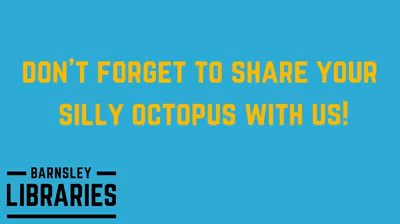 DON'T FORGET TO SHARE YOUR
SILLY OCTOPUS WITH US!
BARNSLEY
LIBRARIES